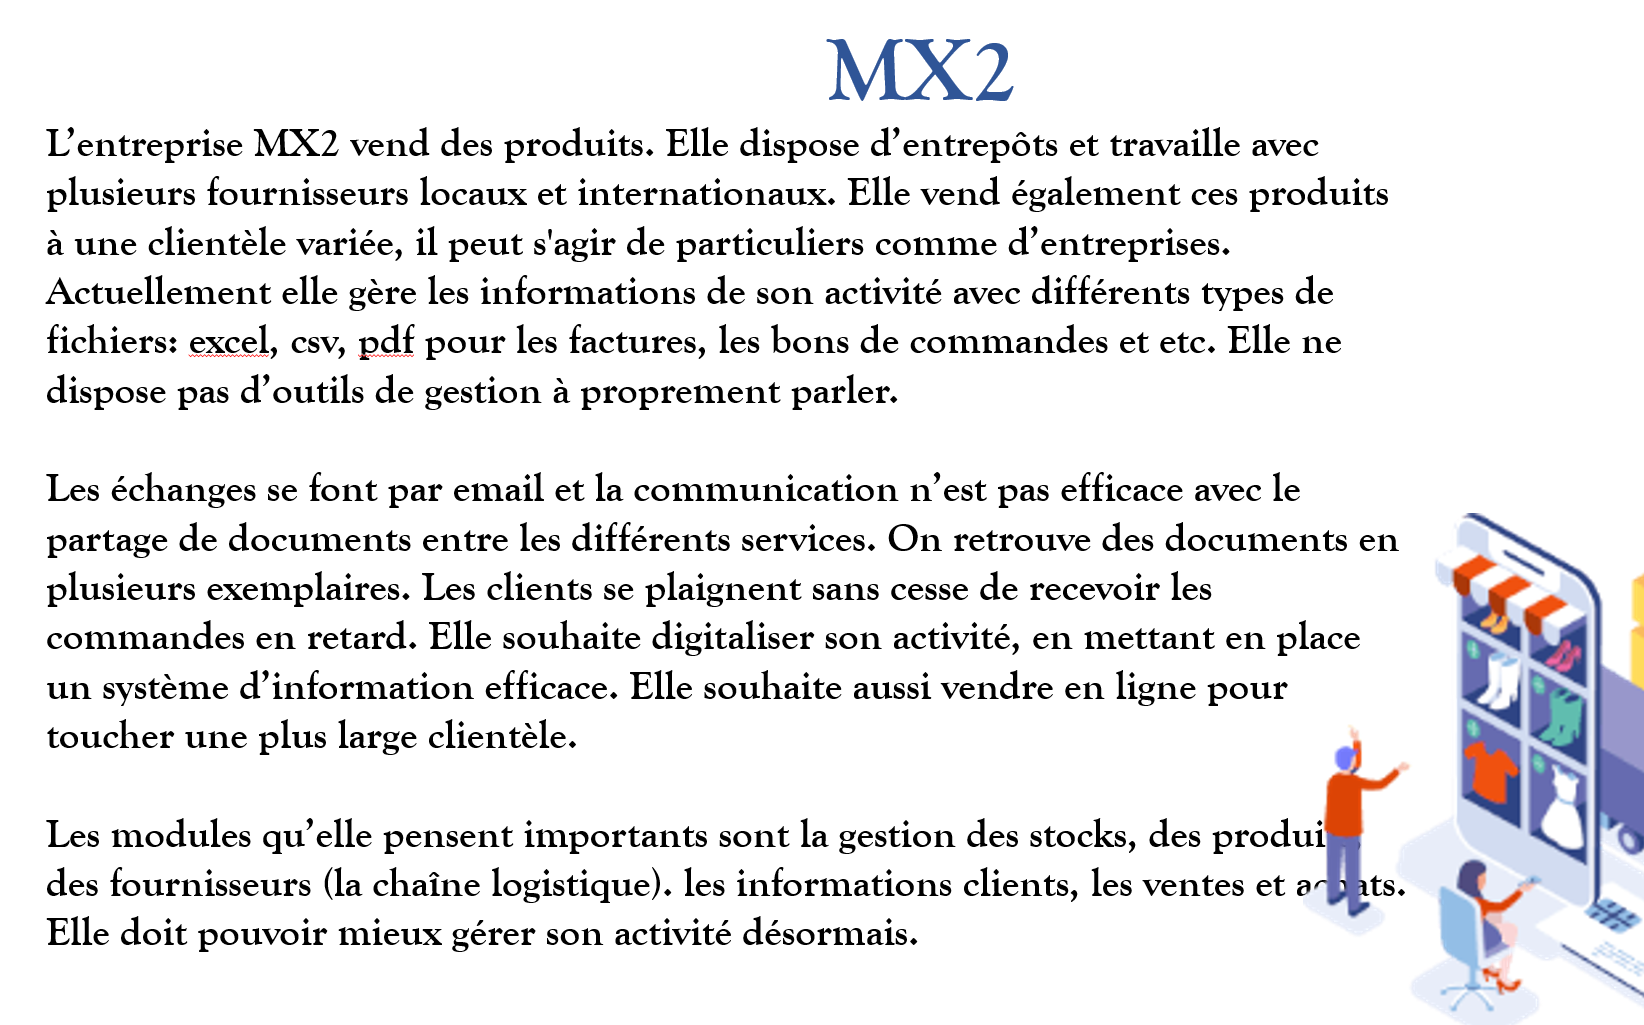 MX2
L’entreprise MX2 vend des produits. Elle dispose d’entrepôts et travaille avec
plusieurs fournisseurs locaux et internationaux. Elle vend également ces produits
à une clientèle variée, il peut s'agir de particuliers comme d’entreprises.
Actuellement elle gère les informations de son activité avec différents types de
fichiers: excel, csv, pdf pour les factures, les bons de commandes et etc. Elle ne
dispose pas d’outils de gestion à proprement parler.
Les échanges se font par email et la communication n’est pas efficace avec le
partage de documents entre les différents services. On retrouve des documents en
plusieurs exemplaires. Les clients se plaignent sans cesse de recevoir les
commandes en retard. Elle souhaite digitaliser son activité, en mettant en place
un système d’information efficace. Elle souhaite aussi vendre en ligne pour
toucher une plus large clientèle.
Les modules qu’elle pensent importants sont la gestion des stocks, des produi
des fournisseurs (la chaîne logistique). les informations clients, les ventes et achats.
Elle doit pouvoir mieux gérer son activité désormais.